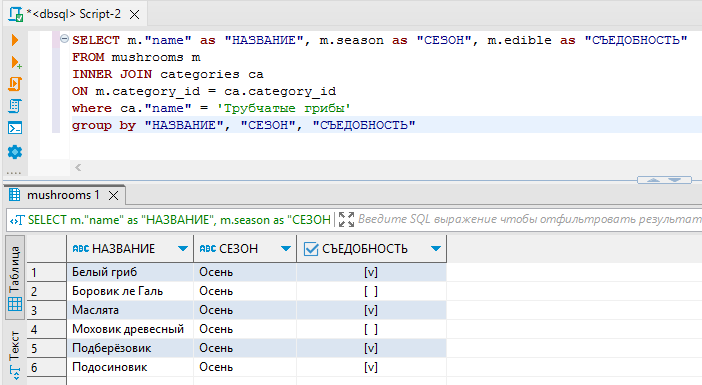 *<dbsql> Script-2
SELECT m."name" as "НАЗВАНИЕ", m.season as "СЕЗОН", m.edible as "СЪЕДОБНОСТЬ"
FROM mushrooms m
INNER JOIN categories ca
ON m.category_id = ca.category_id
where ca."name" = 'Трубчатые грибы'
group by "НАЗВАНИЕ", "СЕЗОН", "СЪЕДОБНОСТЬ"
mushrooms 1
SELECT m."name" as "НАЗВАНИЕ", m.season as "СЕЗОН Введите SQL выражение чтобы отфильтровать результат
Таблица
Текст
ABC НАЗВАНИЕ ABC СЕЗОН СЪЕДОБНОСТЬ
1 Белый гриб Осень [v]
2 Боровик ле Галь Осень [ ]
3 Маслята Осень [v]
4 Моховик древесный Осень [ ]
5 Подберёзовик Осень [v]
6 Подосиновик Осень [v]